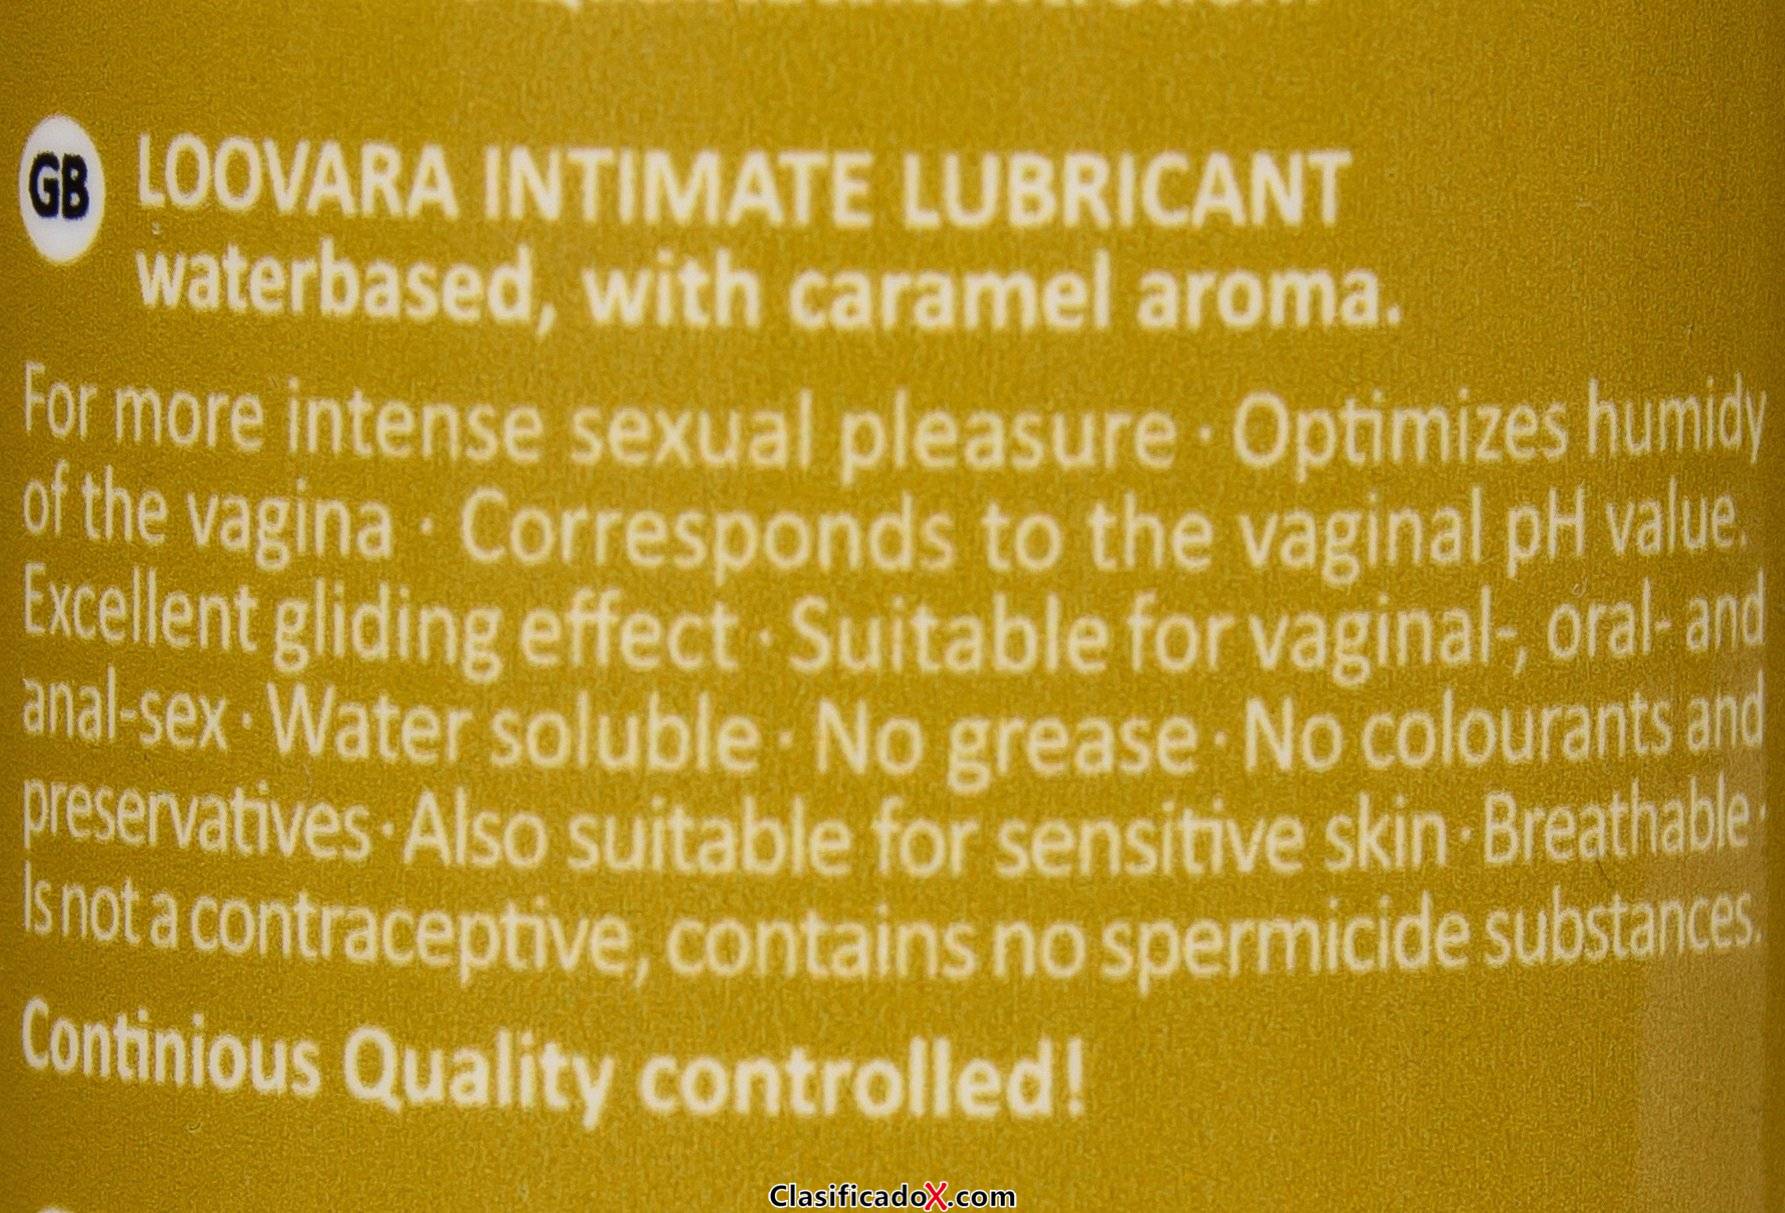 GB LOOVARA INTIMATE LUBRICANT
waterbased, with caramel aroma.
For more intense sexual pleasure · Optimizes humidy
of the vagina · Corresponds to the vaginal pH value.
Excellent gliding effect · Suitable for vaginal-, oral- and
anal-sex · Water soluble · No grease · No colourants and
preservatives · Also suitable for sensitive skin · Breathable ·
Is not a contraceptive, contains no spermicide substances.
Continious Quality controlled!
ClasificadoX.com